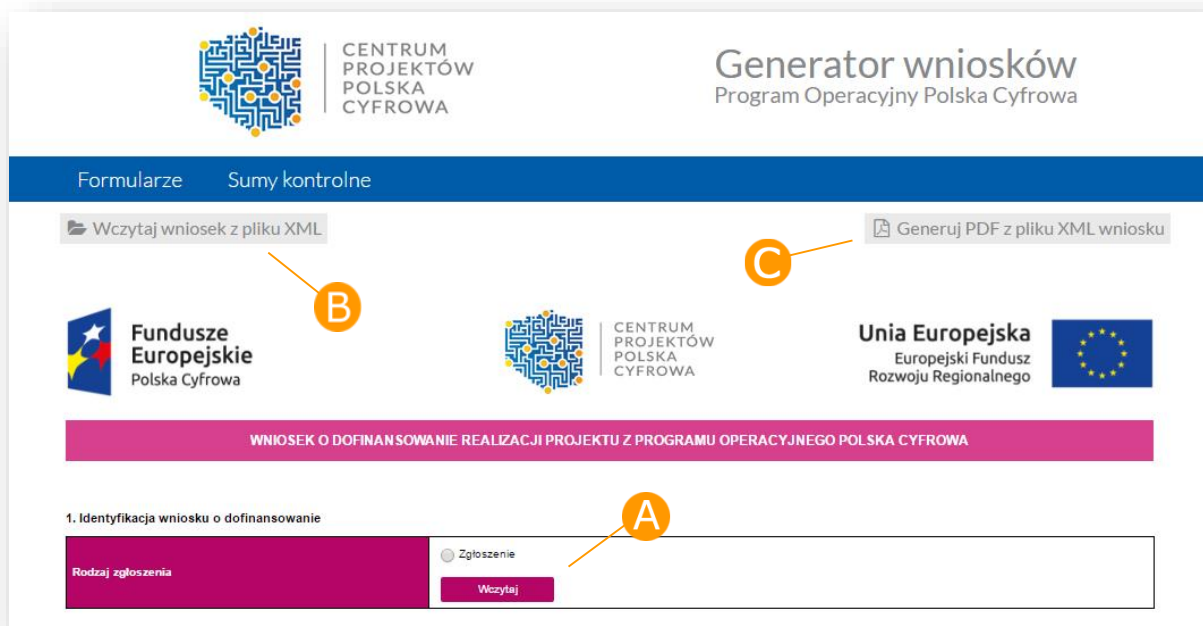 CENTRUM
PROJEKTÓW
POLSKA
CYFROWA
Generator wniosków
Program Operacyjny Polska Cyfrowa
Formularze Sumy kontrolne
Wczytaj wniosek z pliku XML
Generuj PDF z pliku XML wniosku
C
B
Fundusze
Europejskie
Polska Cyfrowa
CENTRUM
PROJEKTÓW
POLSKA
CYFROWA
Unia Europejska
Europejski Fundusz
Rozwoju Regionalnego
WNIOSEK O DOFINANSOWANIE REALIZACJI PROJEKTU Z PROGRAMU OPERACYJNEGO POLSKA CYFROWA
A
1. Identyfikacja wniosku o dofinansowanie
Rodzaj zgłoszenia
Zgłoszenie
Wczytaj